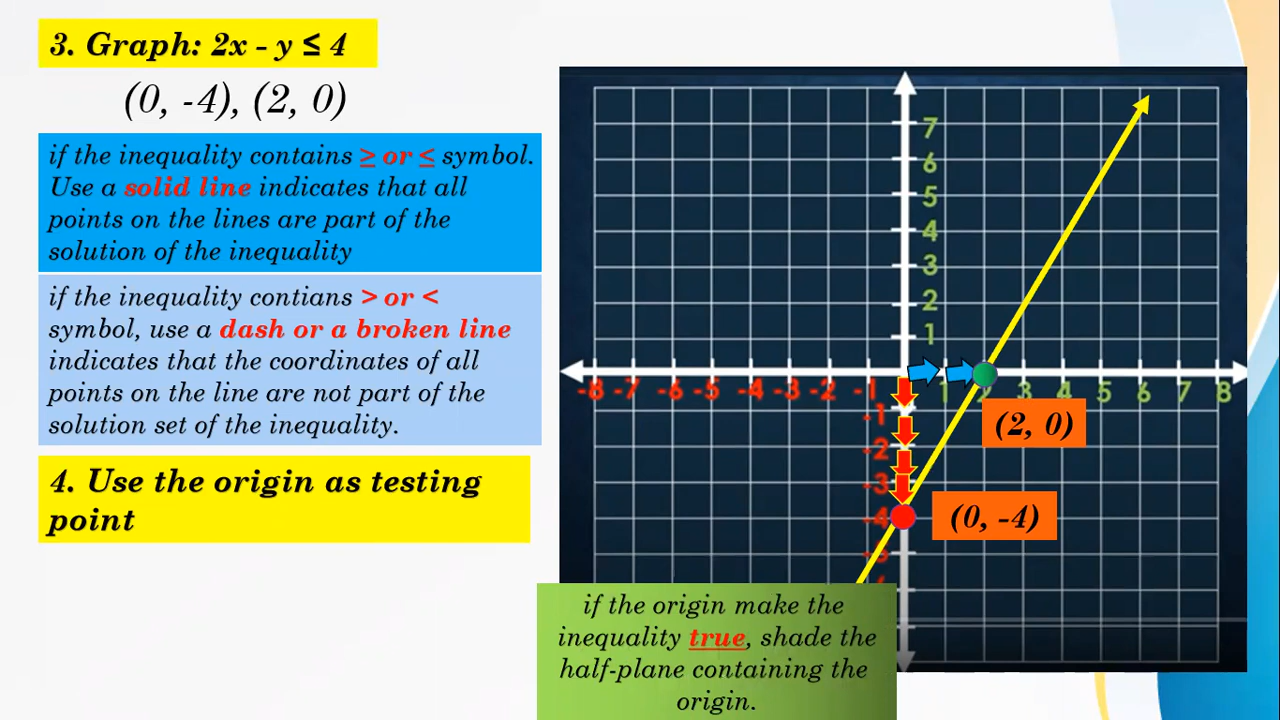 3. Graph: 2x - y ≤ 4
(0, -4), (2, 0)
if the inequality contains ≥ or ≤ symbol.
Use a solid line indicates that all
points on the lines are part of the
solution of the inequality
if the inequality contians > or <
symbol, use a dash or a broken line
indicates that the coordinates of all
points on the line are not part of the
solution set of the inequality.
4. Use the origin as testing
point
7
6
5
4
3
2
1
-8 -7 -6 -5 -4 -3 -2 -1 1 2 3 4 5 6 7 8
-1
-2
-3
-4
(2, 0)
(0, -4)
if the origin make the
inequality true, shade the
half-plane containing the
origin.